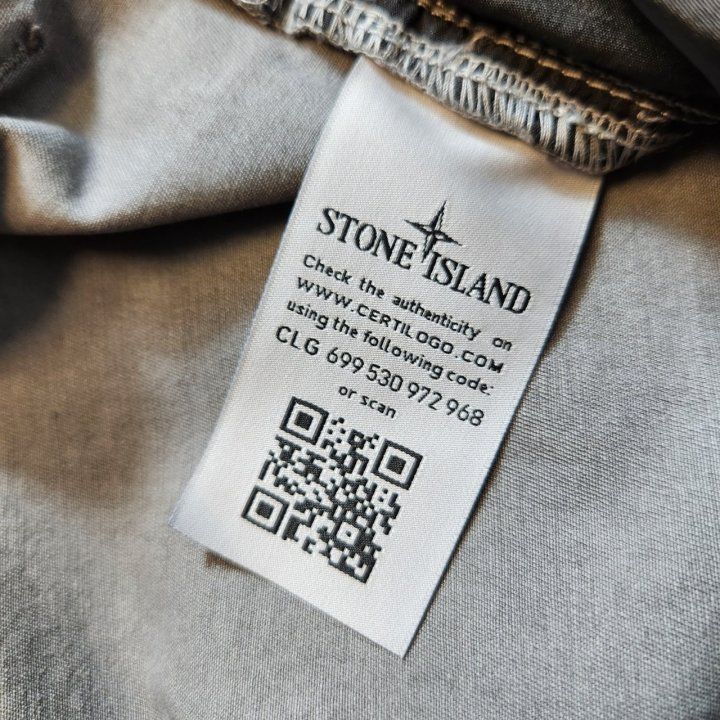 STONE ISLAND
Check the authenticity on
WWW.CERTILOGO.COM
using the following code:
CLG 699 530 972 968
or scan